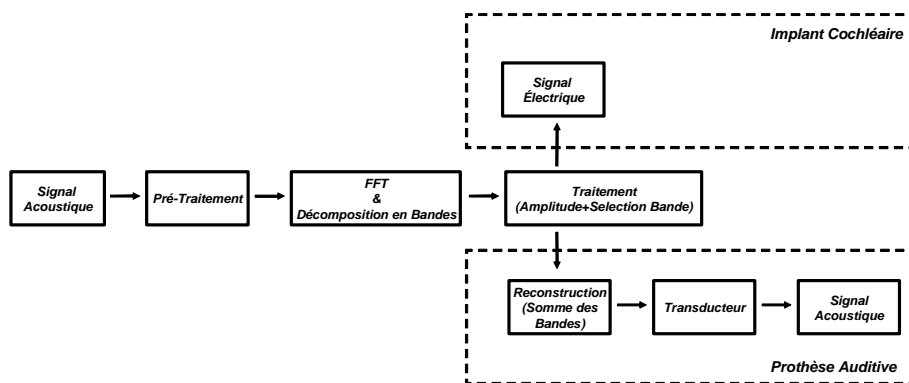 Implant Cochléaire
Signal
Électrique
Signal
Acoustique
Pré-Traitement
FFT
&
Décomposition en Bandes
Traitement
(Amplitude+Selection Bande)
Reconstruction
(Somme des
Bandes)
Transducteur
Signal
Acoustique
Prothèse Auditive